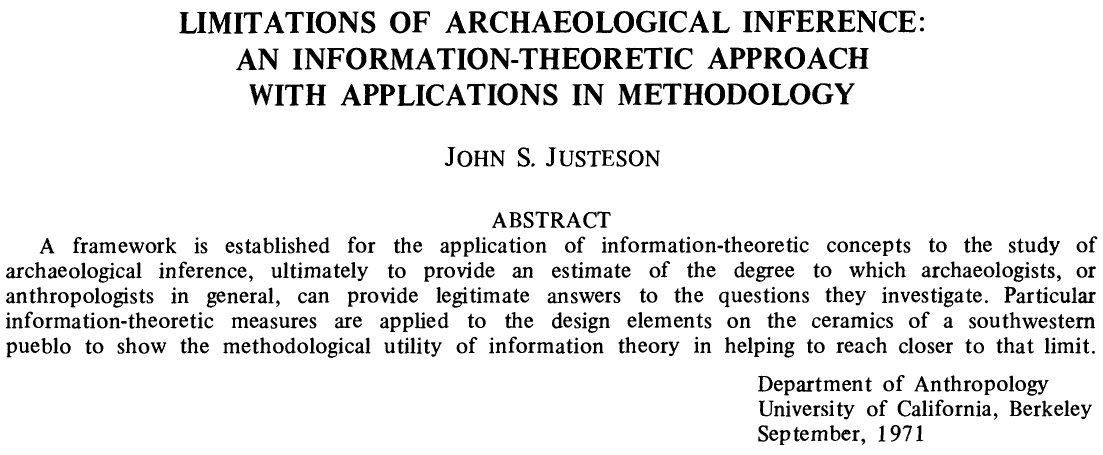 LIMITATIONS OF ARCHAEOLOGICAL INFERENCE:
AN INFORMATION-THEORETIC APPROACH
WITH APPLICATIONS IN METHODOLOGY
JOHN S. JUSTESON
ABSTRACT
A framework is established for the application of information-theoretic concepts to the study of
archaeological inference, ultimately to provide an estimate of the degree to which archaeologists, or
anthropologists in general, can provide legitimate answers to the questions they investigate. Particular
information-theoretic measures are applied to the design elements on the ceramics of a southwestern
pueblo to show the methodological utility of information theory in helping to reach closer to that limit.
Department of Anthropology
University of California, Berkeley
September, 1971